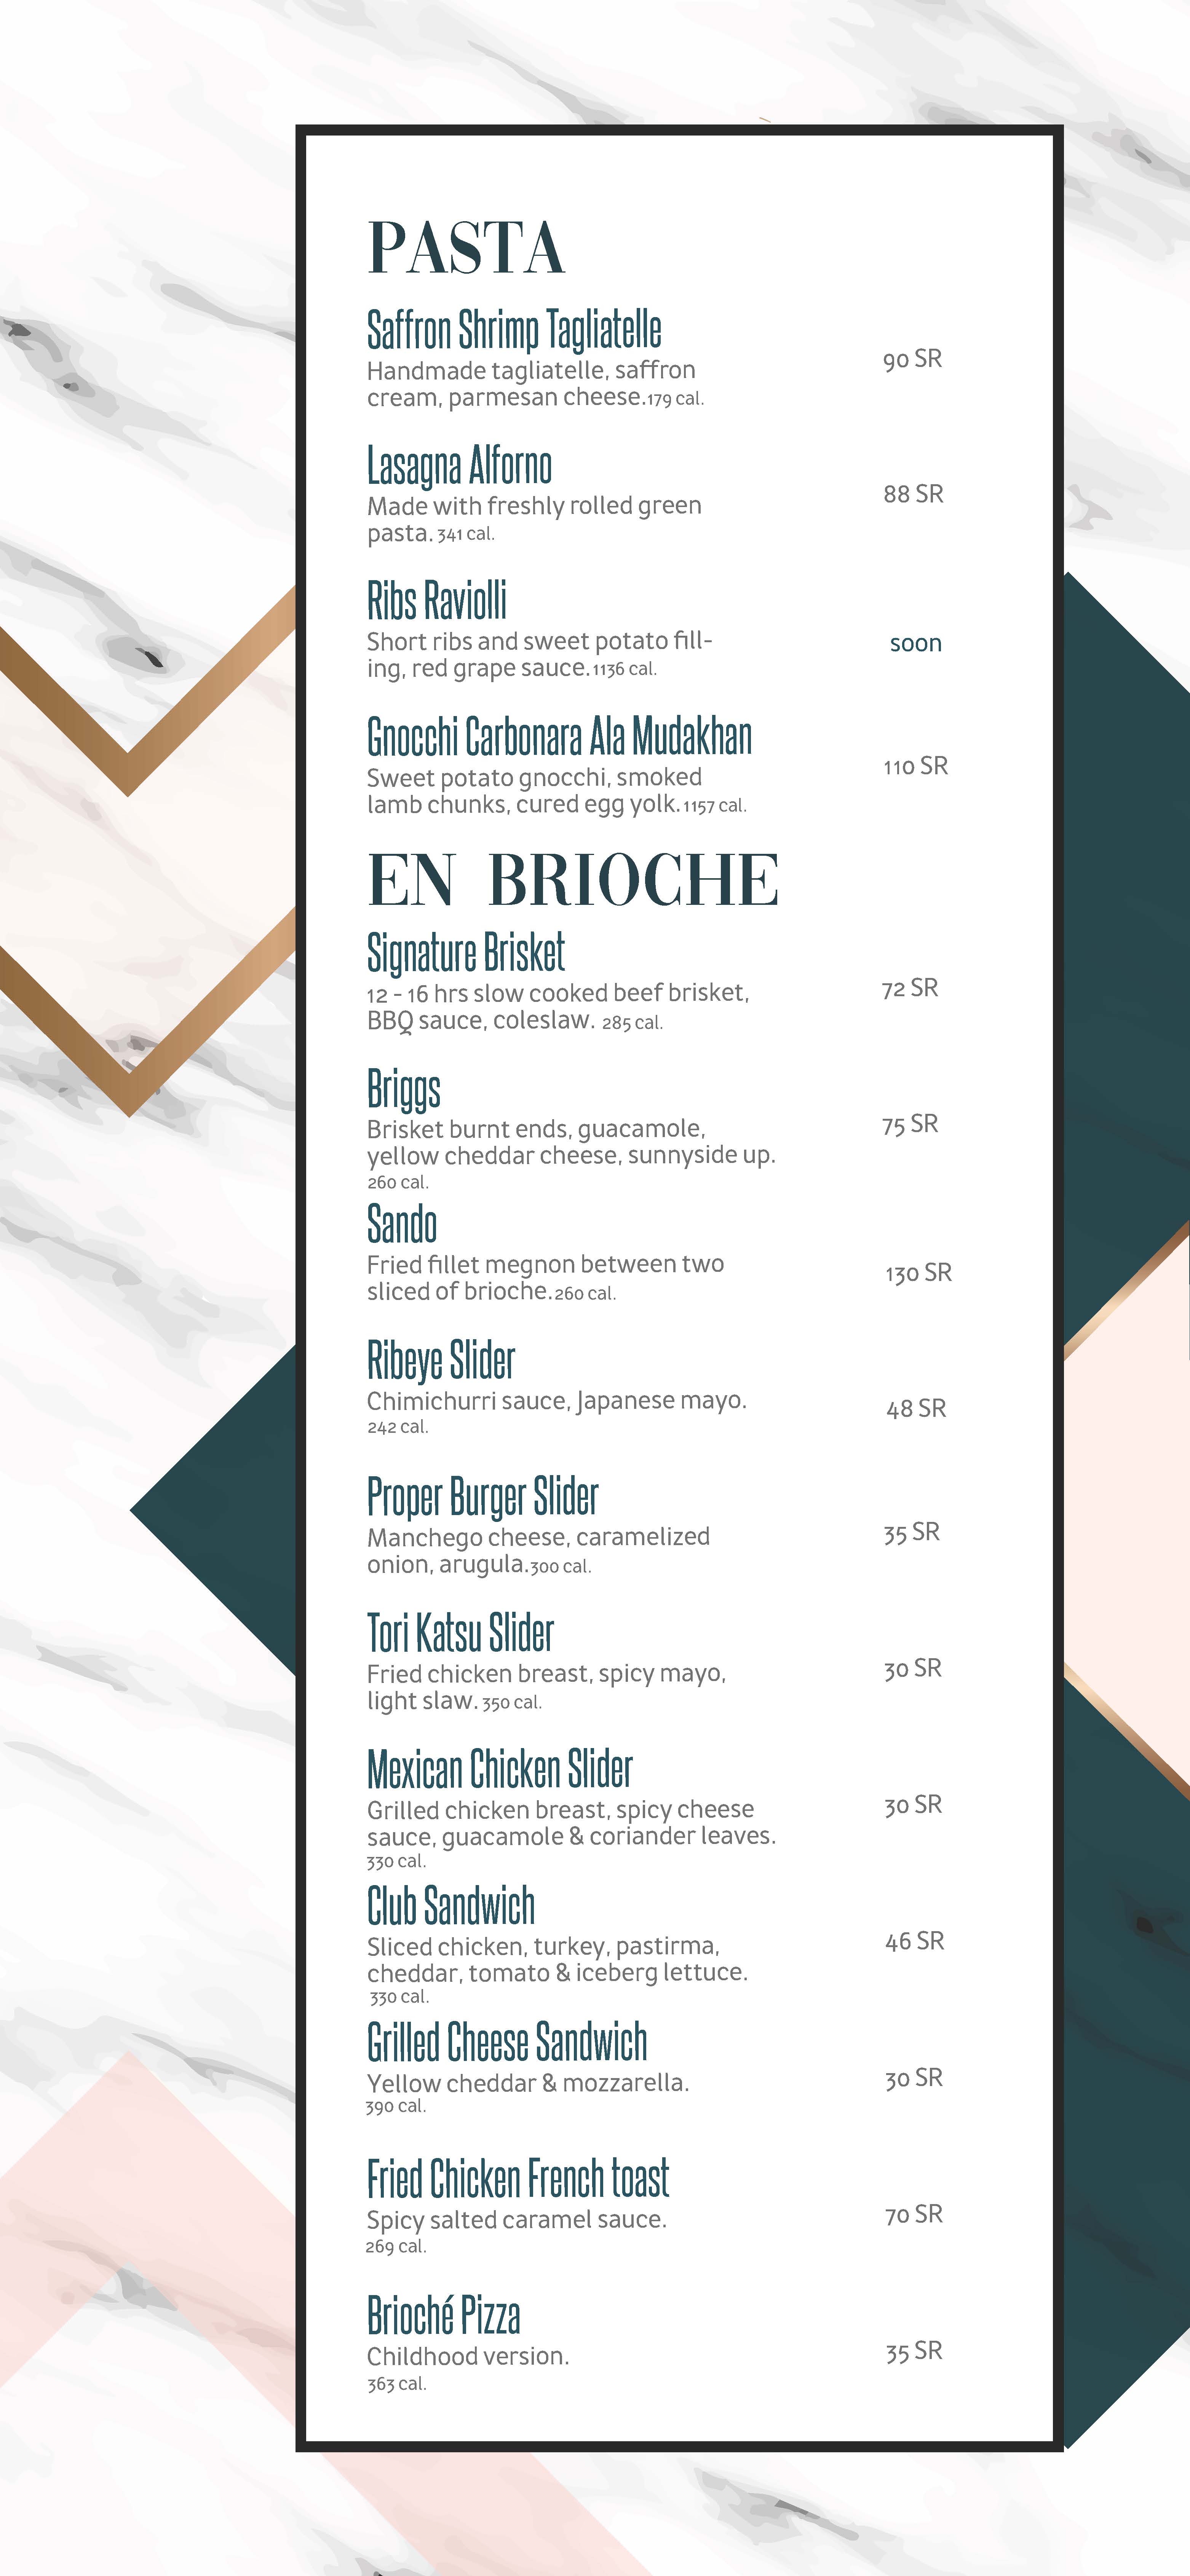 PASTA
Saffron Shrimp Tagliatelle
Handmade tagliatelle, saffron
90 SR
cream, parmesan cheese.179 cal.
Lasagna Alforno
Made with freshly rolled green
88 SR
pasta. 341 cal.
Ribs Raviolli
Short ribs and sweet potato fill-
soon
ing, red grape sauce.1136 cal.
Gnocchi Carbonara Ala Mudakhan
Sweet potato gnocchi, smoked
110 SR
lamb chunks, cured egg yolk.1157 cal.
EN BRIOCHE
Signature Brisket
12 - 16 hrs slow cooked beef brisket,
72 SR
BBQ sauce, coleslaw. 285 cal.
Briggs
Brisket burnt ends, guacamole,
75 SR
yellow cheddar cheese, sunnyside up.
260 cal.
Sando
Fried fillet megnon between two
130 SR
sliced of brioche.260 cal.
Ribeye Slider
Chimichurri sauce, Japanese mayo.
48 SR
242 cal.
Proper Burger Slider
Manchego cheese, caramelized
35 SR
onion, arugula.300 cal.
Tori Katsu Slider
Fried chicken breast, spicy mayo,
30 SR
light slaw. 350 cal.
Mexican Chicken Slider
Grilled chicken breast, spicy cheese
30 SR
sauce, guacamole & coriander leaves.
330 cal.
Club Sandwich
Sliced chicken, turkey, pastirma,
46 SR
cheddar, tomato & iceberg lettuce.
330 cal.
Grilled Cheese Sandwich
Yellow cheddar & mozzarella.
30 SR
390 cal.
Fried Chicken French toast
Spicy salted caramel sauce.
70 SR
269 cal.
Brioché Pizza
Childhood version.
35 SR
363 cal.